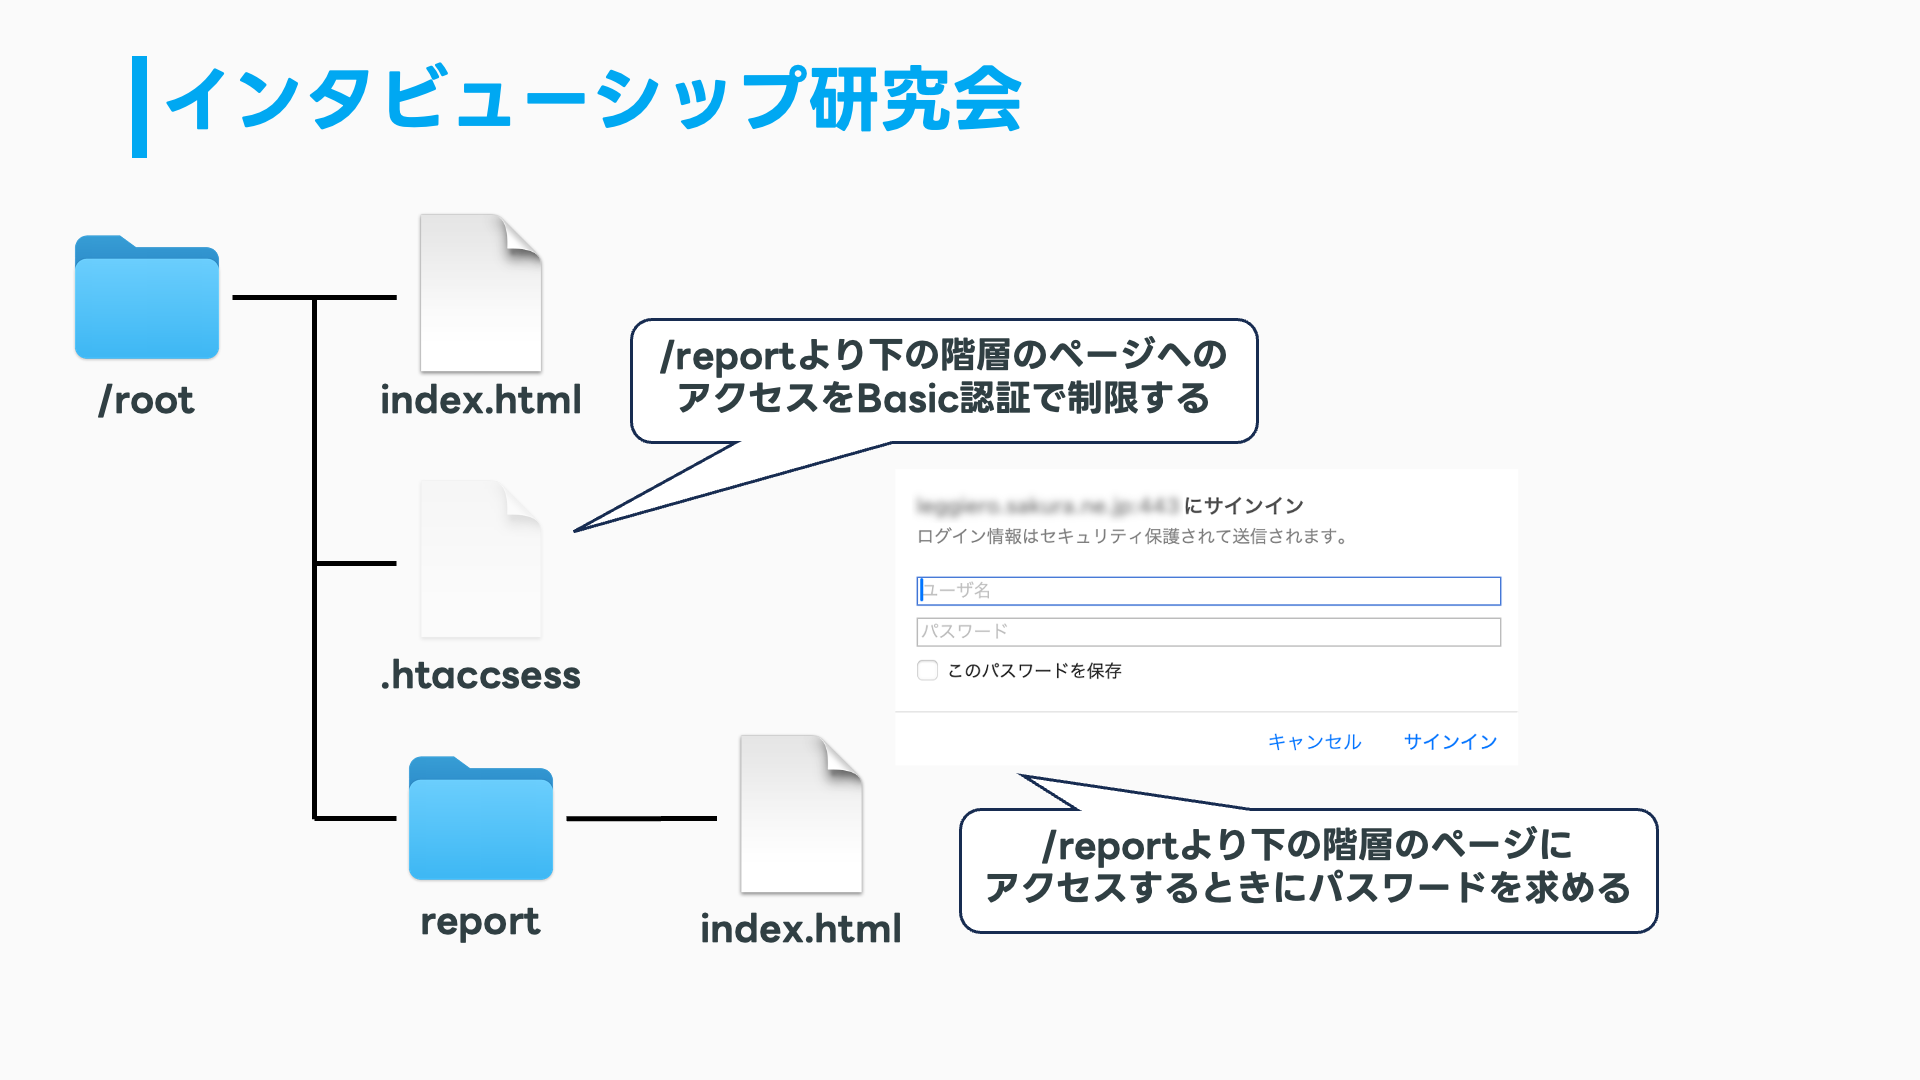 インタビューシップ研究会
/root
index.html
/reportより下の階層のページへの
アクセスをBasic認証で制限する
.htaccsess
にサインイン
ログイン情報はセキュリティ保護されて送信されます。
ユーザ名
パスワード
このパスワードを保存
キャンセル サインイン
report
index.html
/reportより下の階層のページに
アクセスするときにパスワードを求める